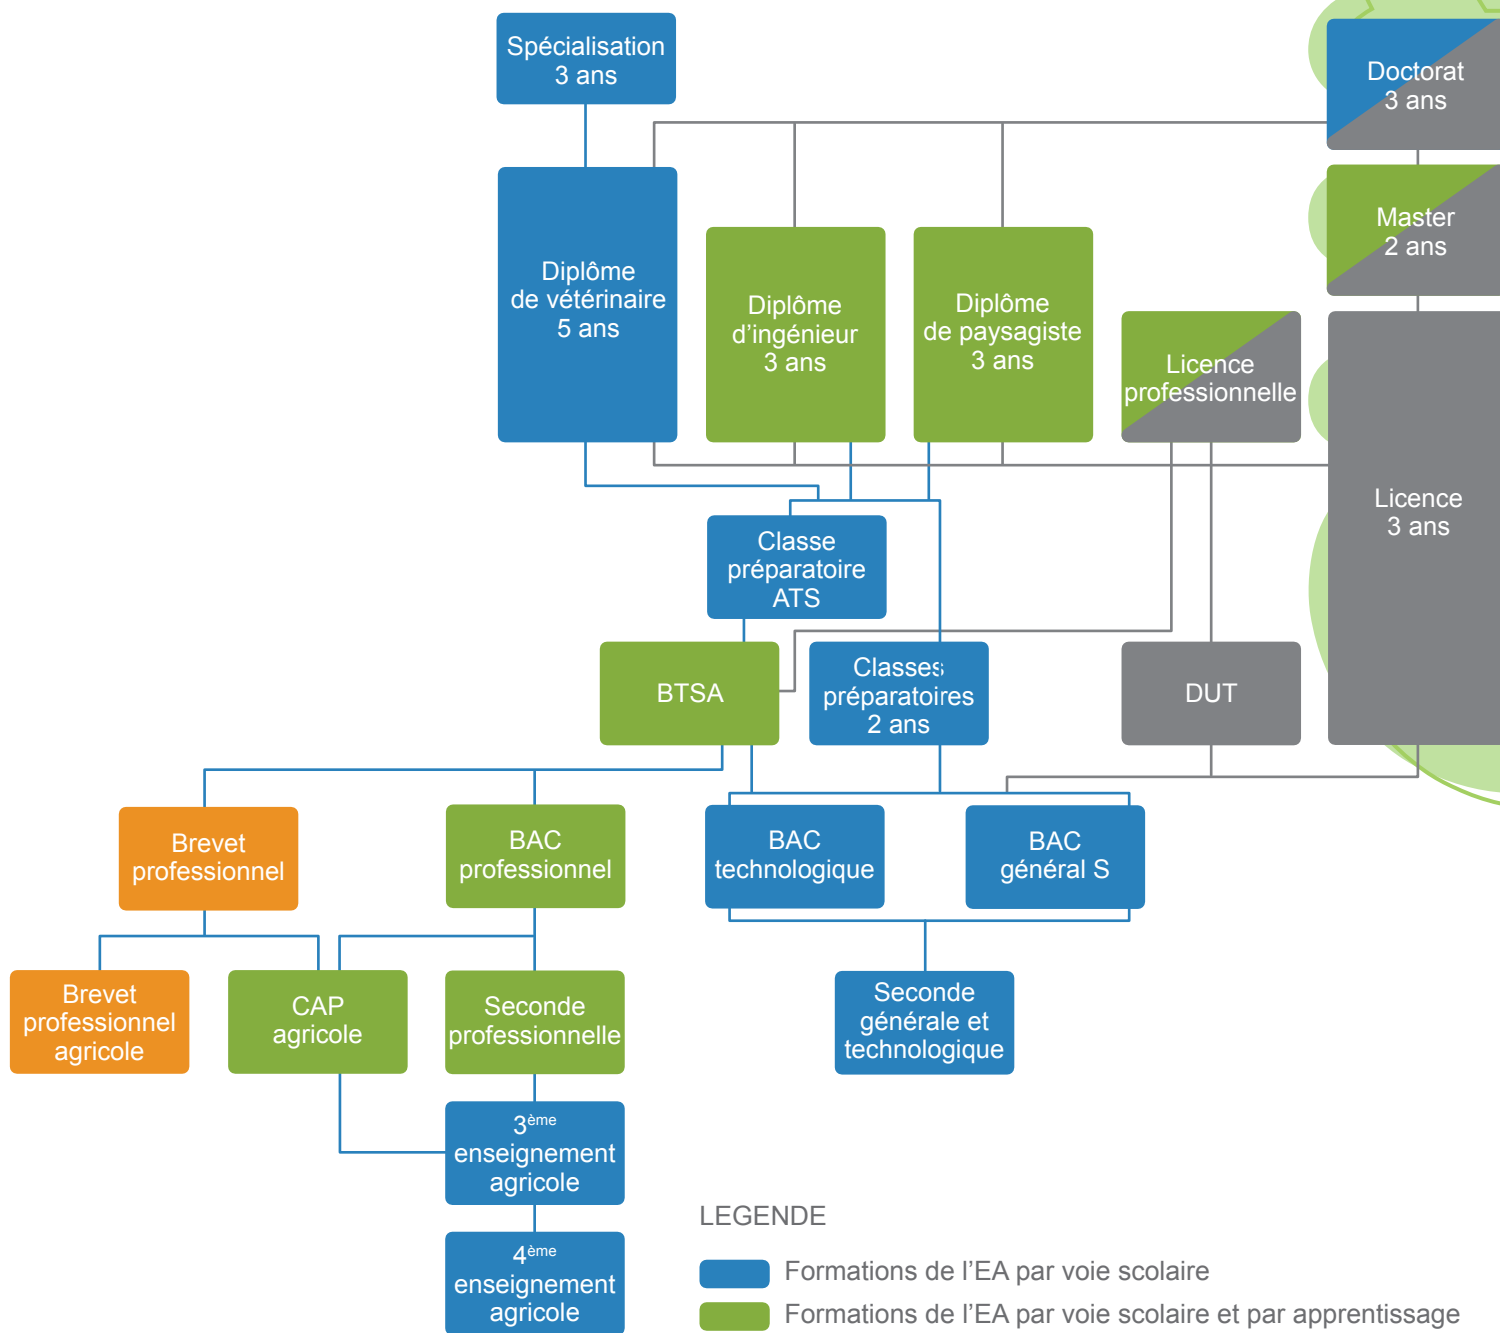 Spécialisation
3 ans
Doctorat
3 ans
Master
2 ans
Diplôme
de vétérinaire
5 ans
Diplôme
d’ingénieur
3 ans
Diplôme
de paysagiste
3 ans
Licence
professionnelle
Licence
3 ans
Classe
préparatoire
ATS
BTSA
Classes
préparatoires
2 ans
DUT
Brevet
professionnel
BAC
professionnel
BAC
technologique
BAC
général S
Brevet
professionnel
agricole
CAP
agricole
Seconde
professionnelle
Seconde
générale et
technologique
3ème
enseignement
agricole
4ème
enseignement
agricole
LEGENDE
Formations de l’EA par voie scolaire
Formations de l’EA par voie scolaire et par apprentissage